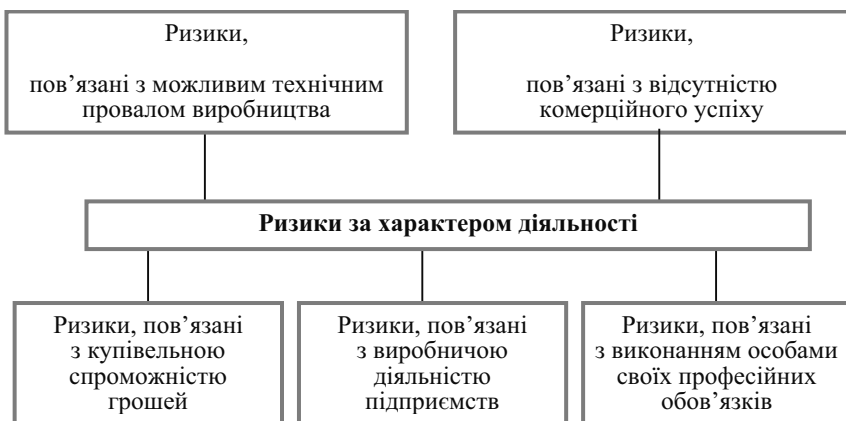 Ризики,
пов’язані з можливим технічним
провалом виробництва
Ризики,
пов’язані з відсутністю
комерційного успіху
Ризики за характером діяльності
Ризики, пов’язані
з купівельною
спроможністю
грошей
Ризики, пов’язані
з виробничою
діяльністю
підприємств
Ризики, пов’язані
з виконанням особами
своїх професійних
обов’язків